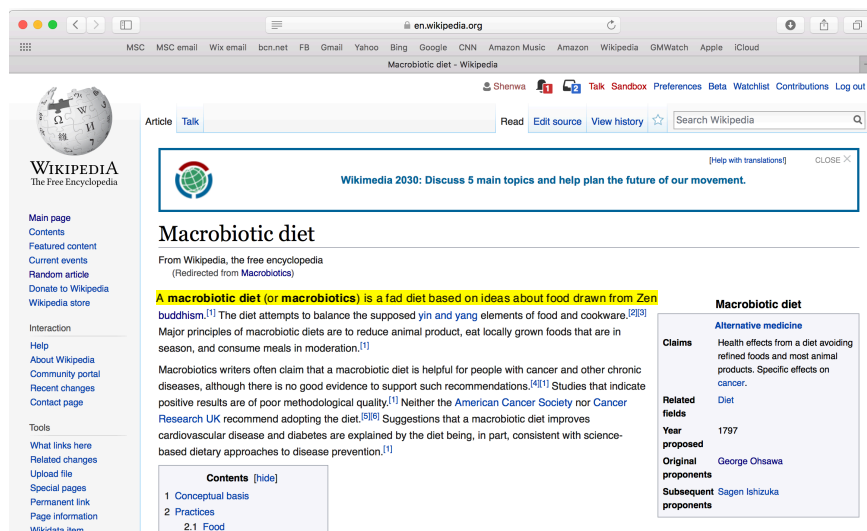 en.wikipedia.org
MSC MSC email Wix email bcn.net FB Gmail Yahoo Bing Google CNN Amazon Music Amazon Wikipedia GMWatch Apple iCloud
Macrobiotic diet - Wikipedia
Shenwa 1 2 Talk Sandbox Preferences Beta Watchlist Contributions Log out
Article Talk Read Edit source View history Search Wikipedia
WIKIPEDIA
The Free Encyclopedia
[Help with translations!] CLOSE
Wikimedia 2030: Discuss 5 main topics and help plan the future of our movement.
Main page
Contents
Featured content
Current events
Random article
Donate to Wikipedia
Wikipedia store
Interaction
Help
About Wikipedia
Community portal
Recent changes
Contact page
Tools
What links here
Related changes
Upload file
Special pages
Permanent link
Page information
Wikidata item
Macrobiotic diet
From Wikipedia, the free encyclopedia
(Redirected from Macrobiotics)
A macrobiotic diet (or macrobiotics) is a fad diet based on ideas about food drawn from Zen
buddhism.[1] The diet attempts to balance the supposed yin and yang elements of food and cookware.[2][3]
Major principles of macrobiotic diets are to reduce animal product, eat locally grown foods that are in
season, and consume meals in moderation.[1]
Macrobiotics writers often claim that a macrobiotic diet is helpful for people with cancer and other chronic
diseases, although there is no good evidence to support such recommendations.[4][1] Studies that indicate
positive results are of poor methodological quality.[1] Neither the American Cancer Society nor Cancer
Research UK recommend adopting the diet.[5][6] Suggestions that a macrobiotic diet improves
cardiovascular disease and diabetes are explained by the diet being, in part, consistent with science-
based dietary approaches to disease prevention.[1]
Contents [hide]
1 Conceptual basis
2 Practices
2.1 Food
Macrobiotic diet
Alternative medicine
Claims Health effects from a diet avoiding
refined foods and most animal
products. Specific effects on
cancer.
Related Diet
fields
Year 1797
proposed
Original George Ohsawa
proponents
Subsequent Sagen Ishizuka
proponents